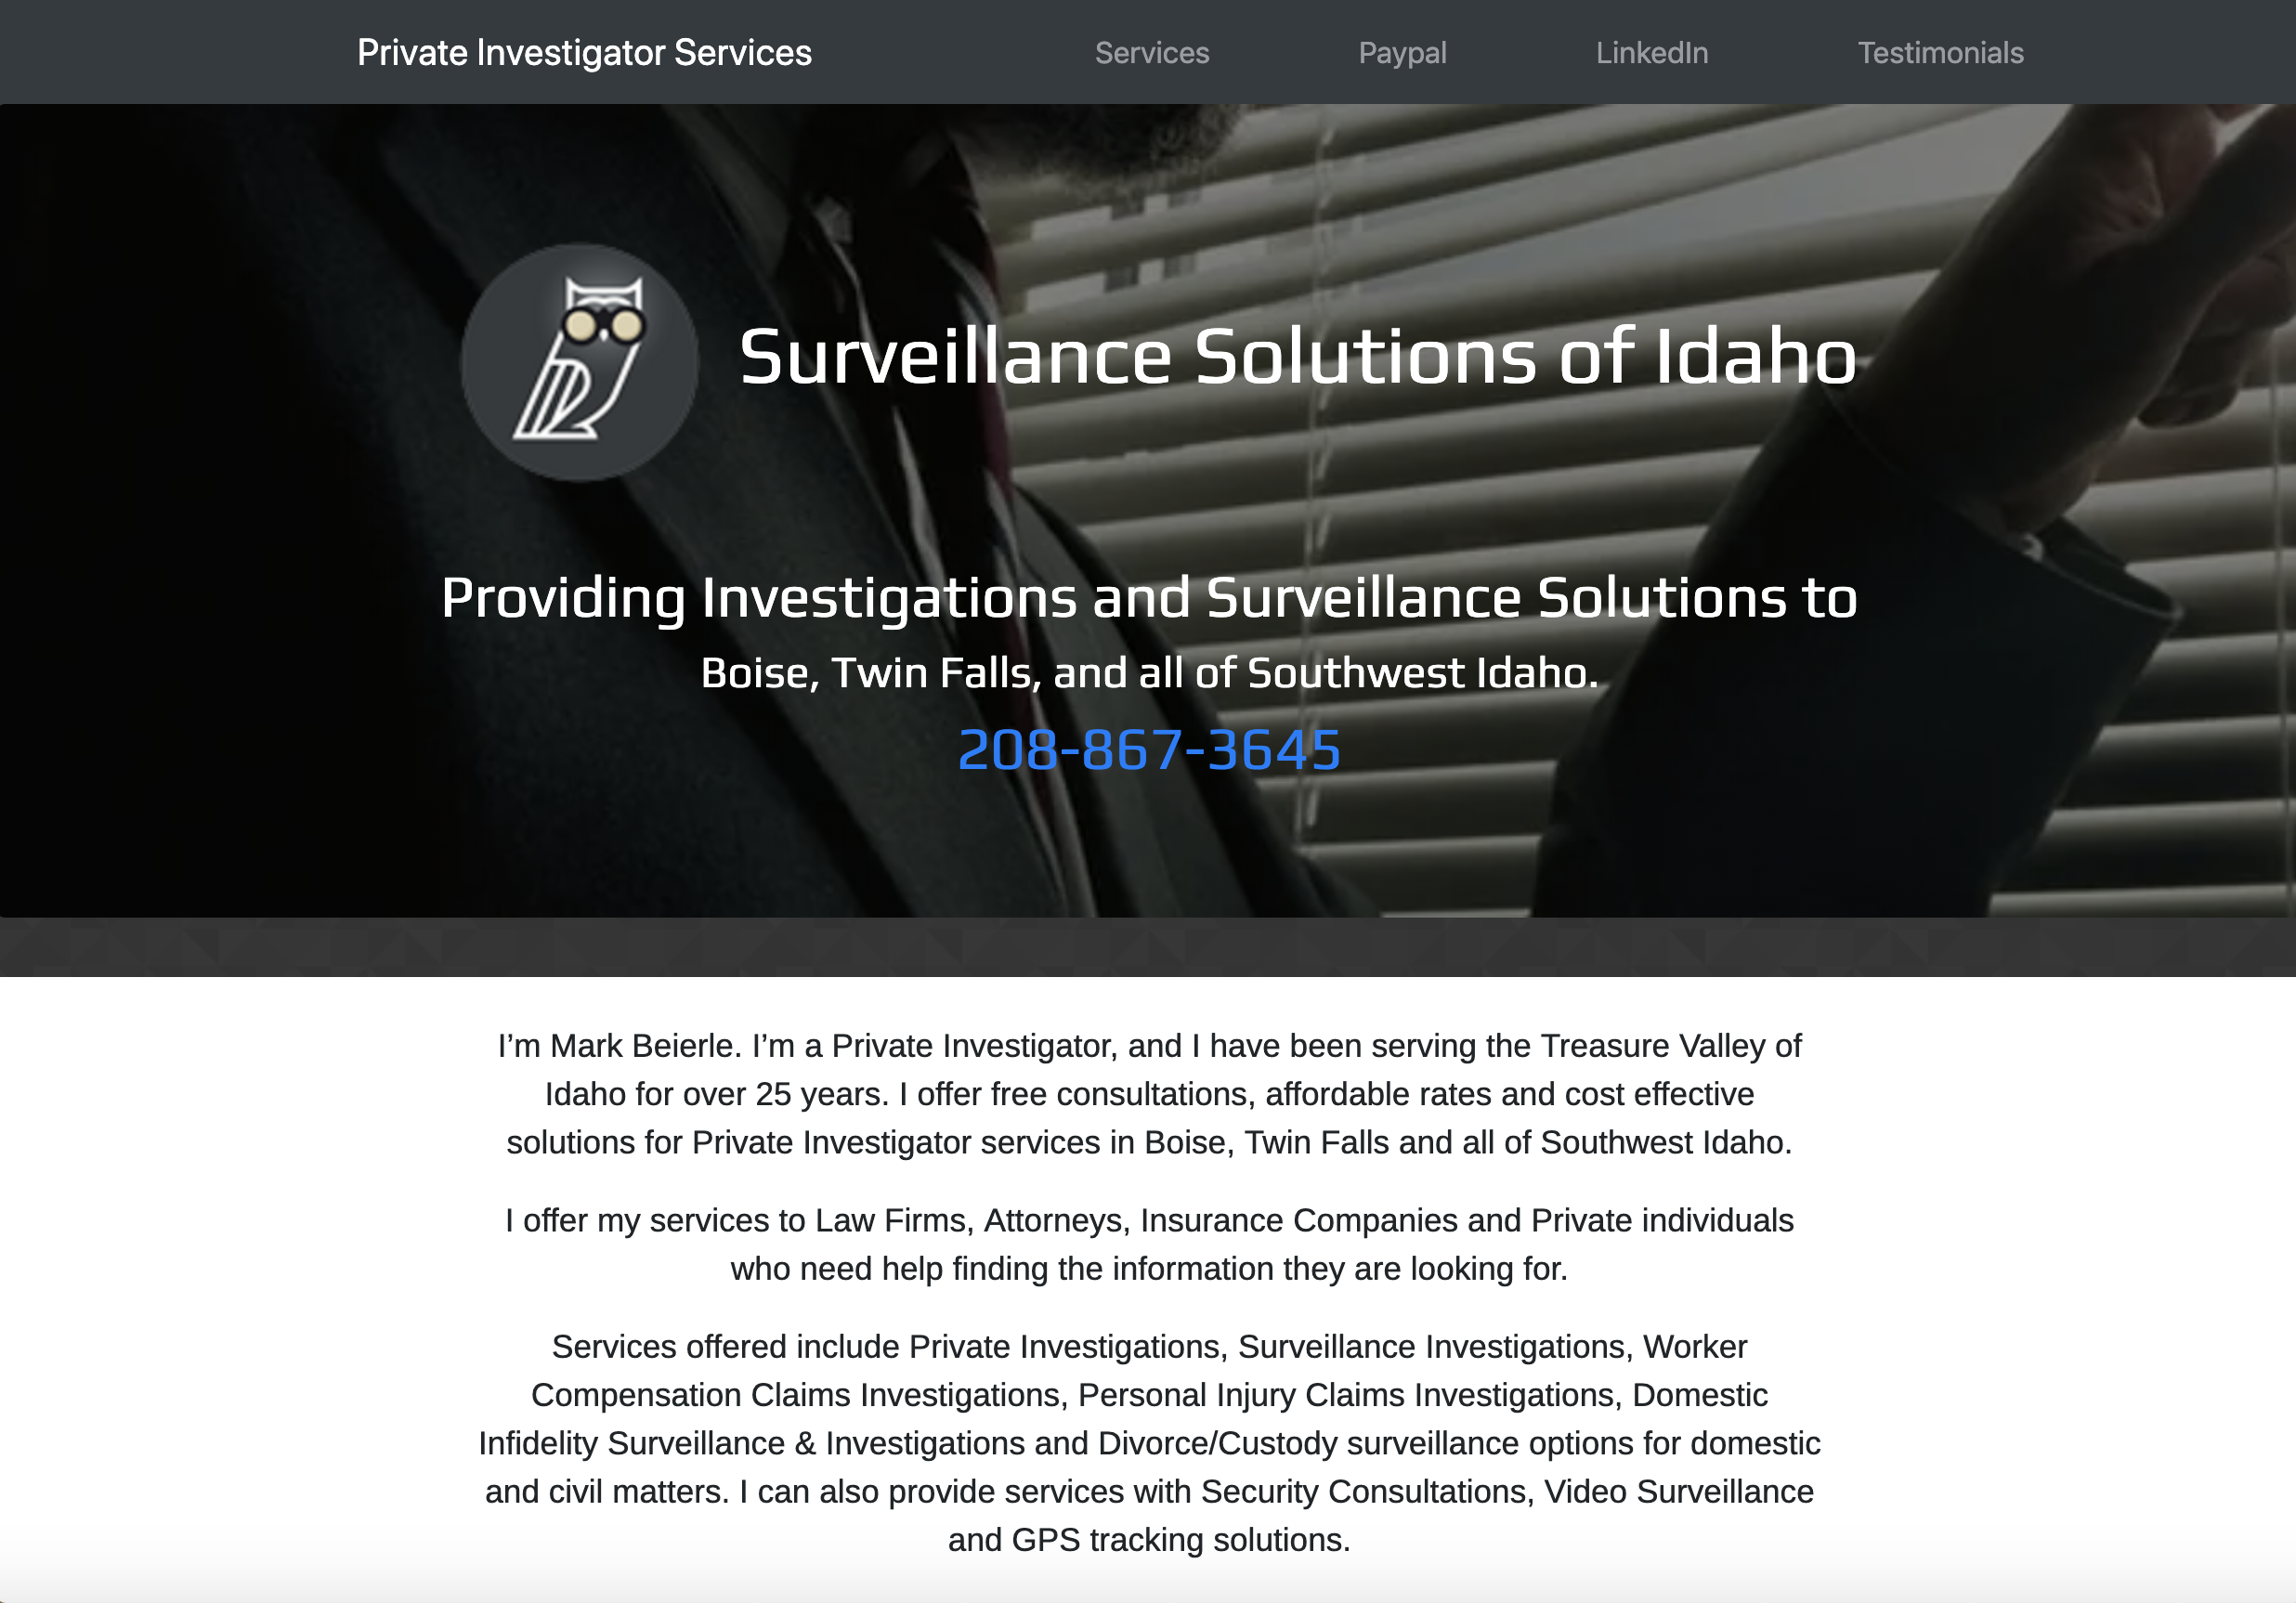 Private Investigator Services
Services
Paypal
LinkedIn
Testimonials
Surveillance Solutions of Idaho
Providing Investigations and Surveillance Solutions to
Boise, Twin Falls, and all of Southwest Idaho.
208-867-3645
I’m Mark Beierle. I’m a Private Investigator, and I have been serving the Treasure Valley of
Idaho for over 25 years. I offer free consultations, affordable rates and cost effective
solutions for Private Investigator services in Boise, Twin Falls and all of Southwest Idaho.
I offer my services to Law Firms, Attorneys, Insurance Companies and Private individuals
who need help finding the information they are looking for.
Services offered include Private Investigations, Surveillance Investigations, Worker
Compensation Claims Investigations, Personal Injury Claims Investigations, Domestic
Infidelity Surveillance & Investigations and Divorce/Custody surveillance options for domestic
and civil matters. I can also provide services with Security Consultations, Video Surveillance
and GPS tracking solutions.